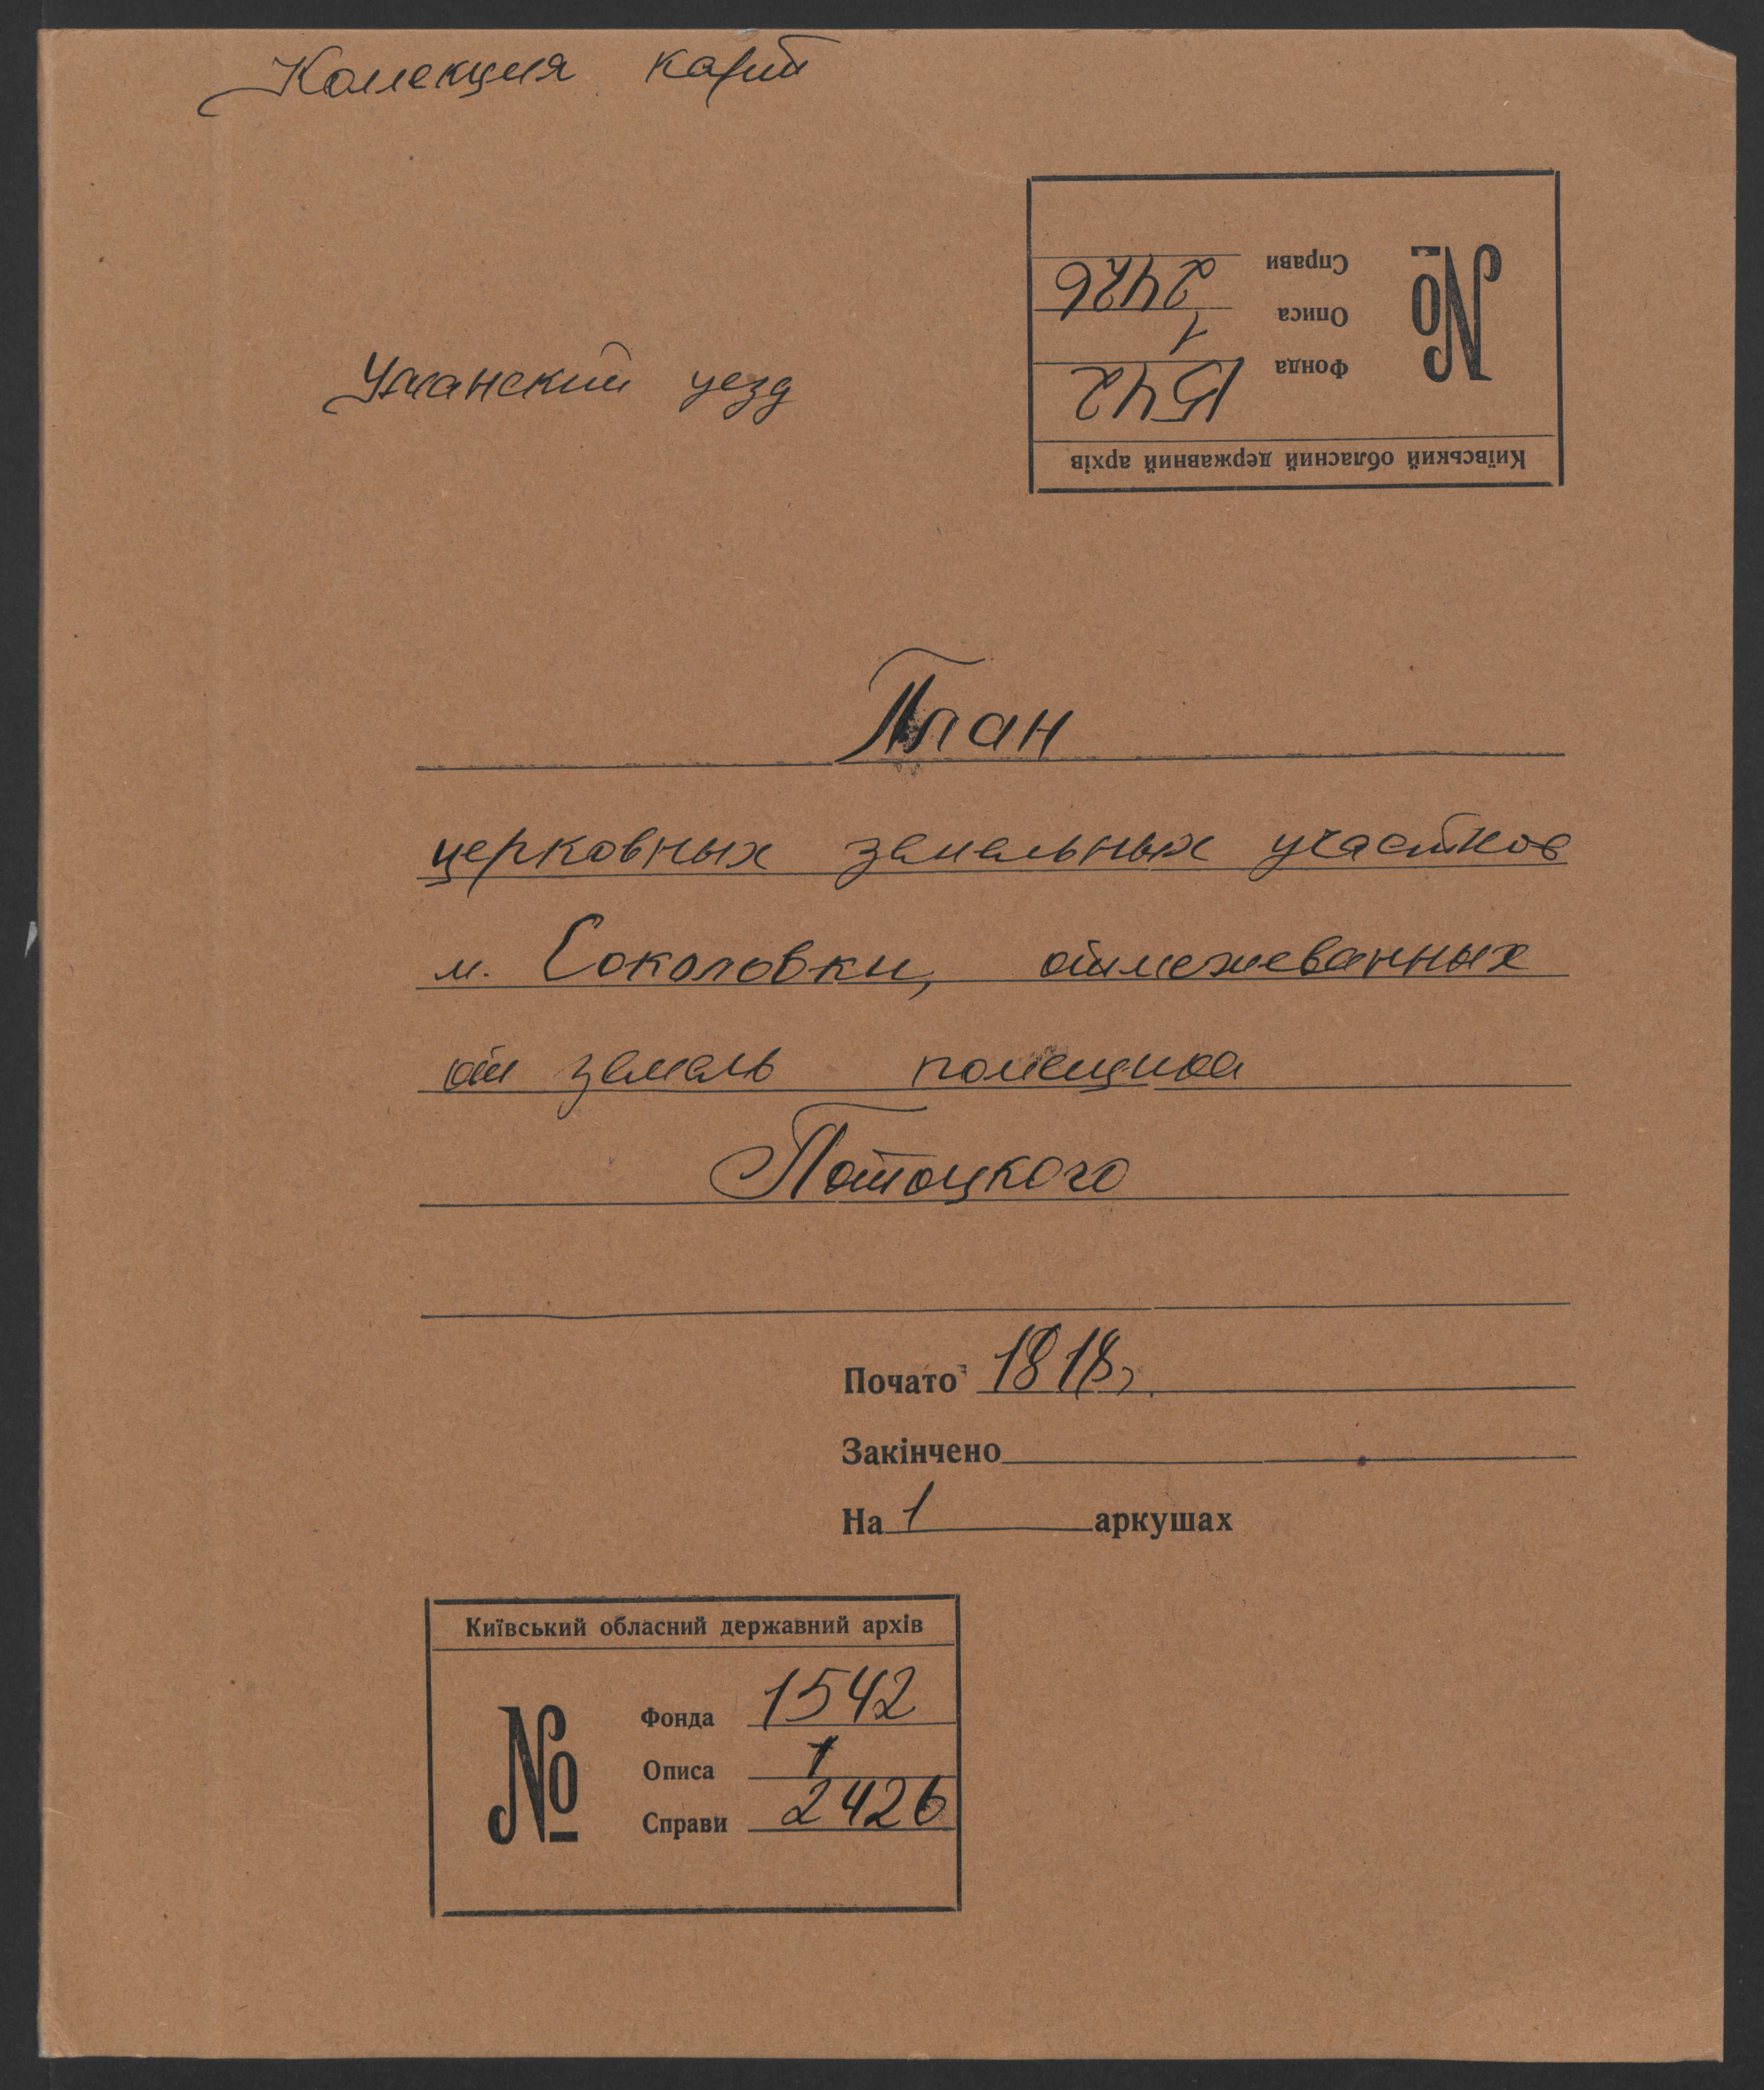 Колекция карт
Справи 2426
Описа 1
Фонда 1542
№
Київський обласний державний архів
Уманский уезд
План
церковных земельных участков
м. Соколовки, отмежеванных
от земель помещика
Потоцкого
Почато 1818г.
Закінчено
На 1 аркушах
Київський обласний державний архів
№
Фонда 1542
Описа 1
Справи 2426